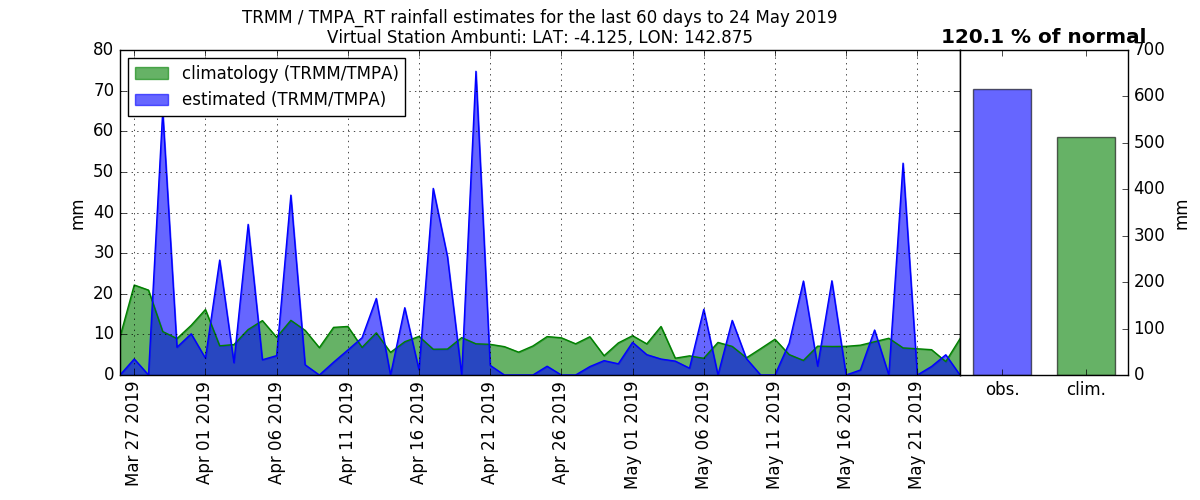 TRMM / TMPA_RT rainfall estimates for the last 60 days to 24 May 2019
Virtual Station Ambunti: LAT: -4.125, LON: 142.875
120.1 % of normal
climatology (TRMM/TMPA)
estimated (TRMM/TMPA)
80
70
60
50
40
30
20
10
0
mm
Mar 27 2019
Apr 01 2019
Apr 06 2019
Apr 11 2019
Apr 16 2019
Apr 21 2019
Apr 26 2019
May 01 2019
May 06 2019
May 11 2019
May 16 2019
May 21 2019
obs.
clim.
700
600
500
400
300
200
100
0
mm